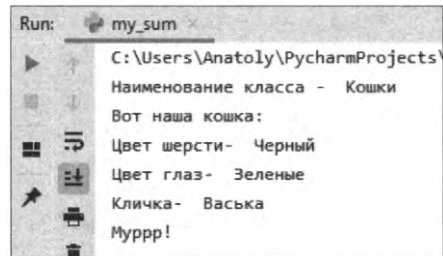 Run: my_sum ×
C:\Users\Anatoly\PycharmProjects\
Наименование класса -  Кошки
Вот наша кошка:
Цвет шерсти-  Черный
Цвет глаз-  Зеленые
Кличка-  Васька
Муррр!